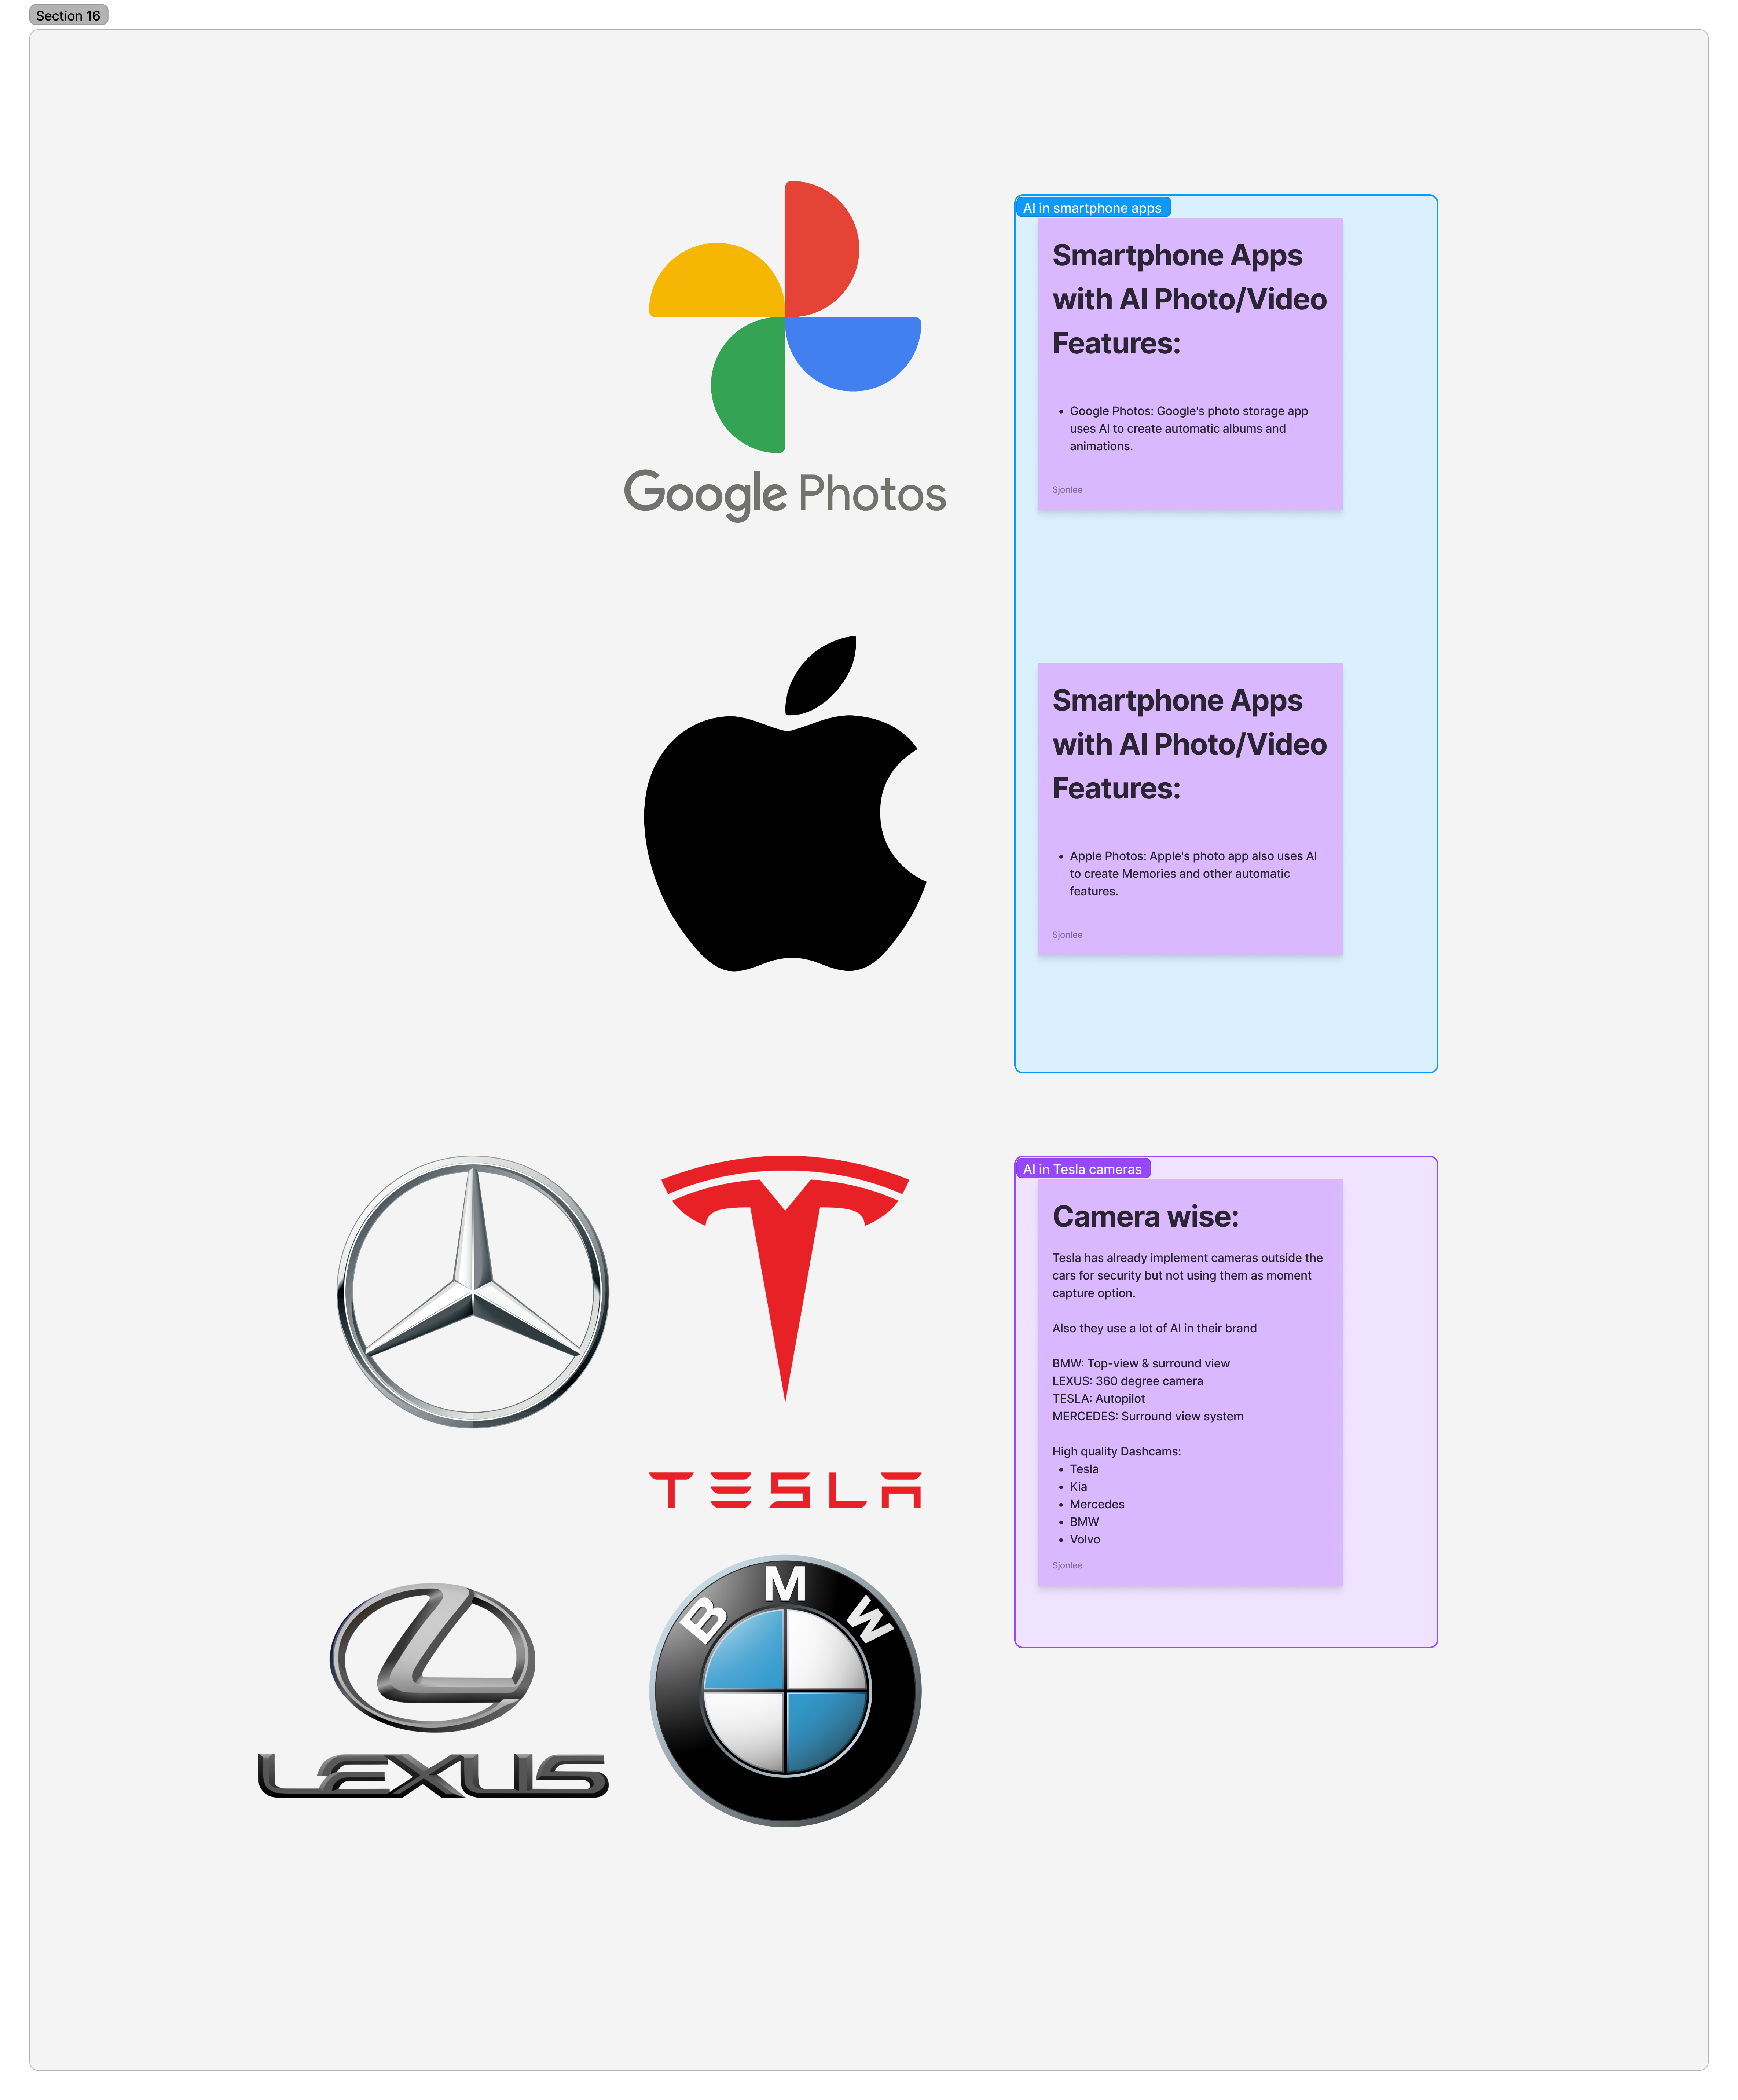 Section 16
Google Photos
AI in smartphone apps
Smartphone Apps
with AI Photo/Video
Features:
• Google Photos: Google's photo storage app
uses AI to create automatic albums and
animations.
Sjonlee
Smartphone Apps
with AI Photo/Video
Features:
• Apple Photos: Apple's photo app also uses AI
to create Memories and other automatic
features.
Sjonlee
TESLA
LEXUS
BMW
AI in Tesla cameras
Camera wise:
Tesla has already implement cameras outside the
cars for security but not using them as moment
capture option.
Also they use a lot of AI in their brand
BMW: Top-view & surround view
LEXUS: 360 degree camera
TESLA: Autopilot
MERCEDES: Surround view system
High quality Dashcams:
• Tesla
• Kia
• Mercedes
• BMW
• Volvo
Sjonlee